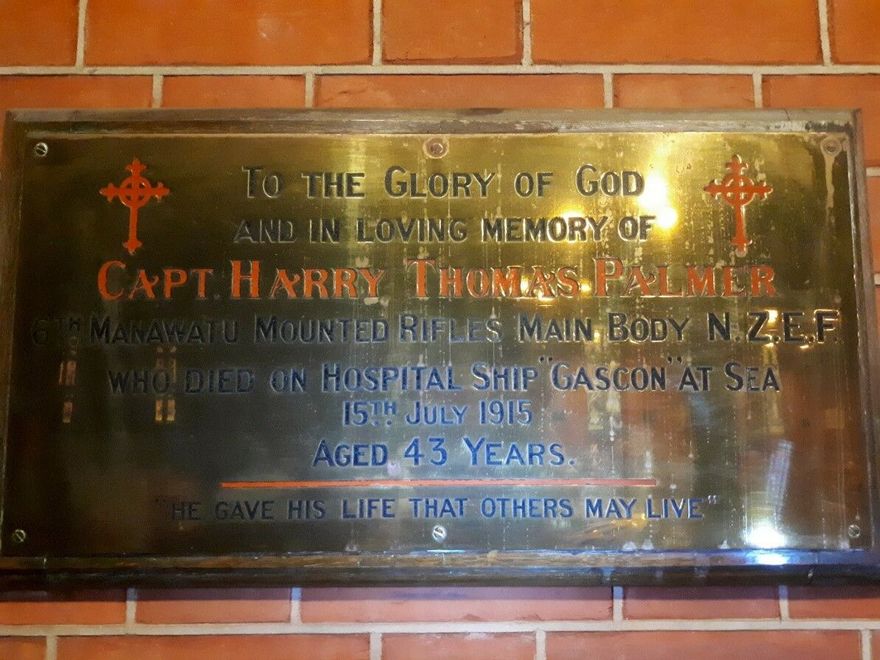 TO THE GLORY OF GOD
AND IN LOVING MEMORY OF
CAPT. HARRY THOMAS PALMER
6TH MANAWATU MOUNTED RIFLES MAIN BODY N.Z.E.F.
WHO DIED ON HOSPITAL SHIP "GASCON" AT SEA
15TH JULY 1915
AGED 43 YEARS.
"HE GAVE HIS LIFE THAT OTHERS MAY LIVE"